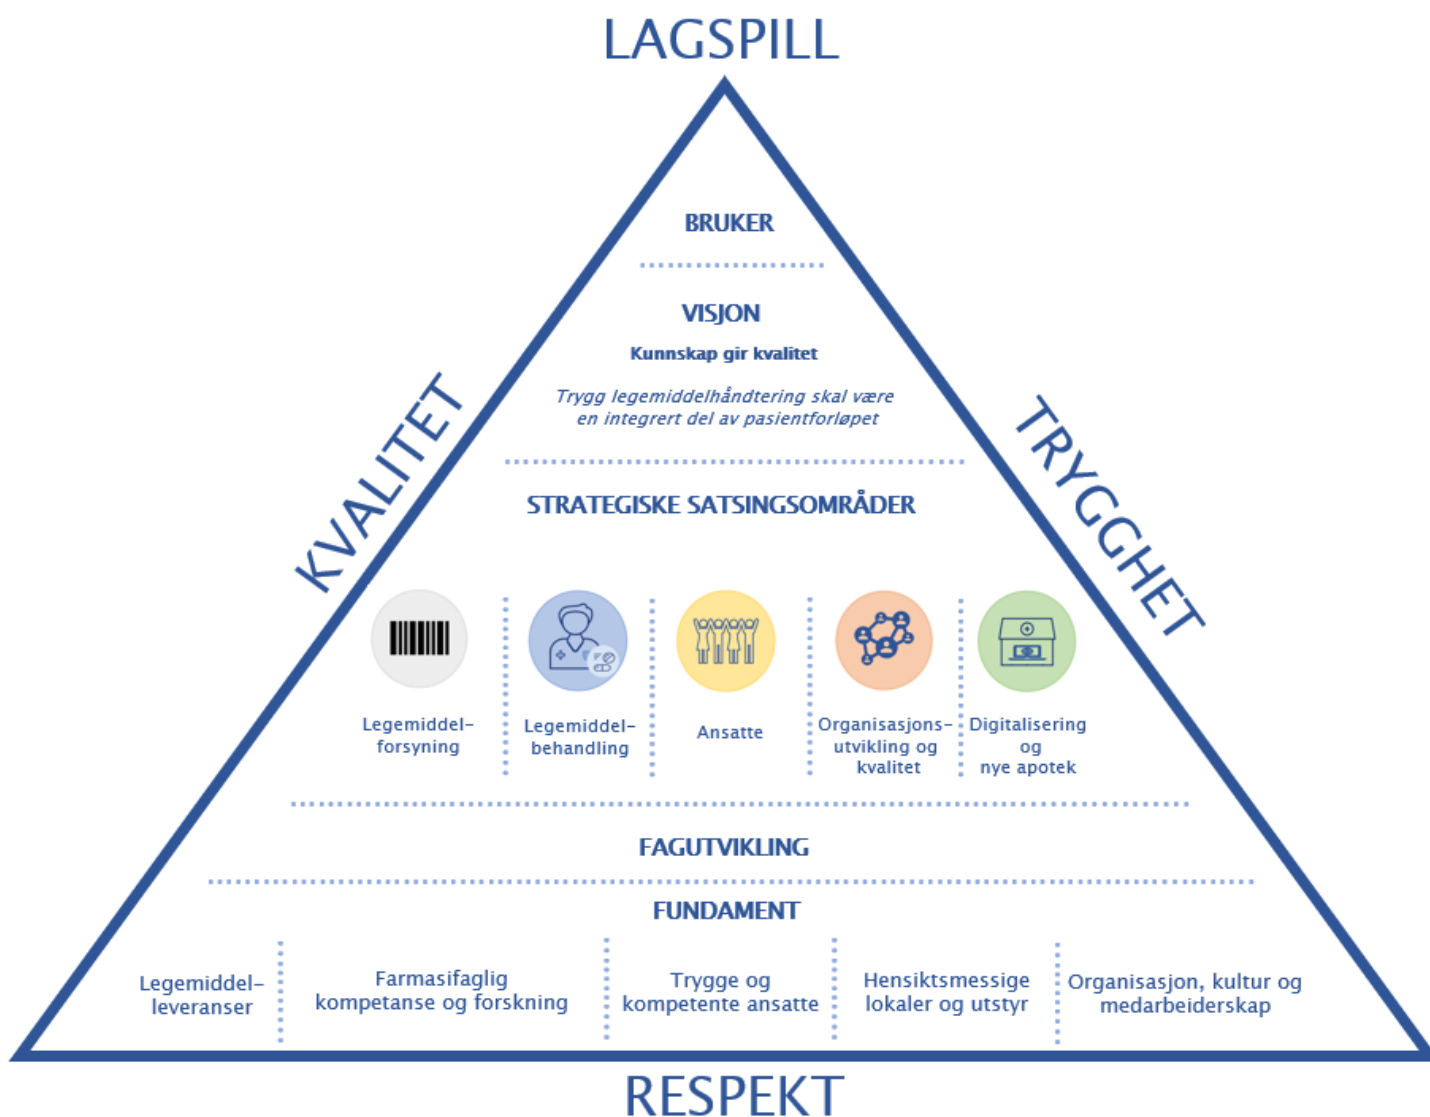 LAGSPILL
BRUKER
VISJON
Kunnskap gir kvalitet
Trygg legemiddelhåndtering skal være
en integrert del av pasientforløpet
KVALITET
TRYGGHET
STRATEGISKE SATSINGSOMRÅDER
Legemiddel-
forsyning
Legemiddel-
behandling
Ansatte
Organisasjons-
utvikling og
kvalitet
Digitalisering
og
nye apotek
FAGUTVIKLING
FUNDAMENT
Legemiddel-
leveranser
Farmasifaglig
kompetanse og forskning
Trygge og
kompetente ansatte
Hensiktsmessige
lokaler og utstyr
Organisasjon, kultur og
medarbeiderskap
RESPEKT